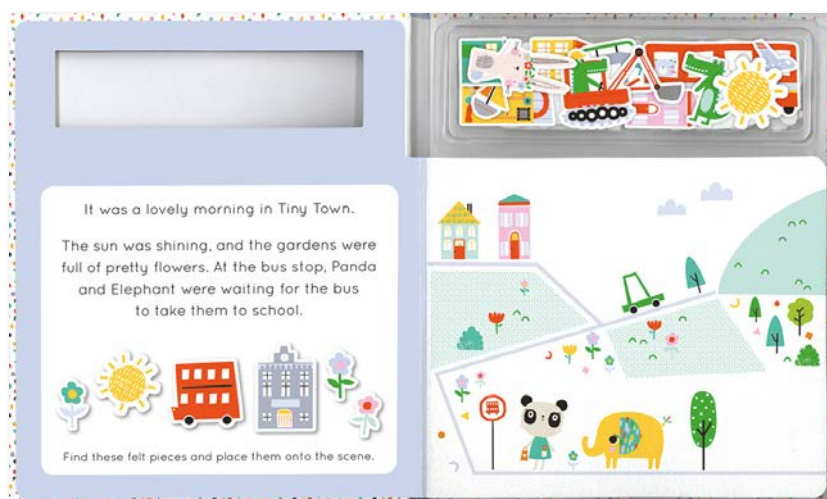 It was a lovely morning in Tiny Town.
The sun was shining, and the gardens were
full of pretty flowers. At the bus stop, Panda
and Elephant were waiting for the bus
to take them to school.
Find these felt pieces and place them onto the scene.